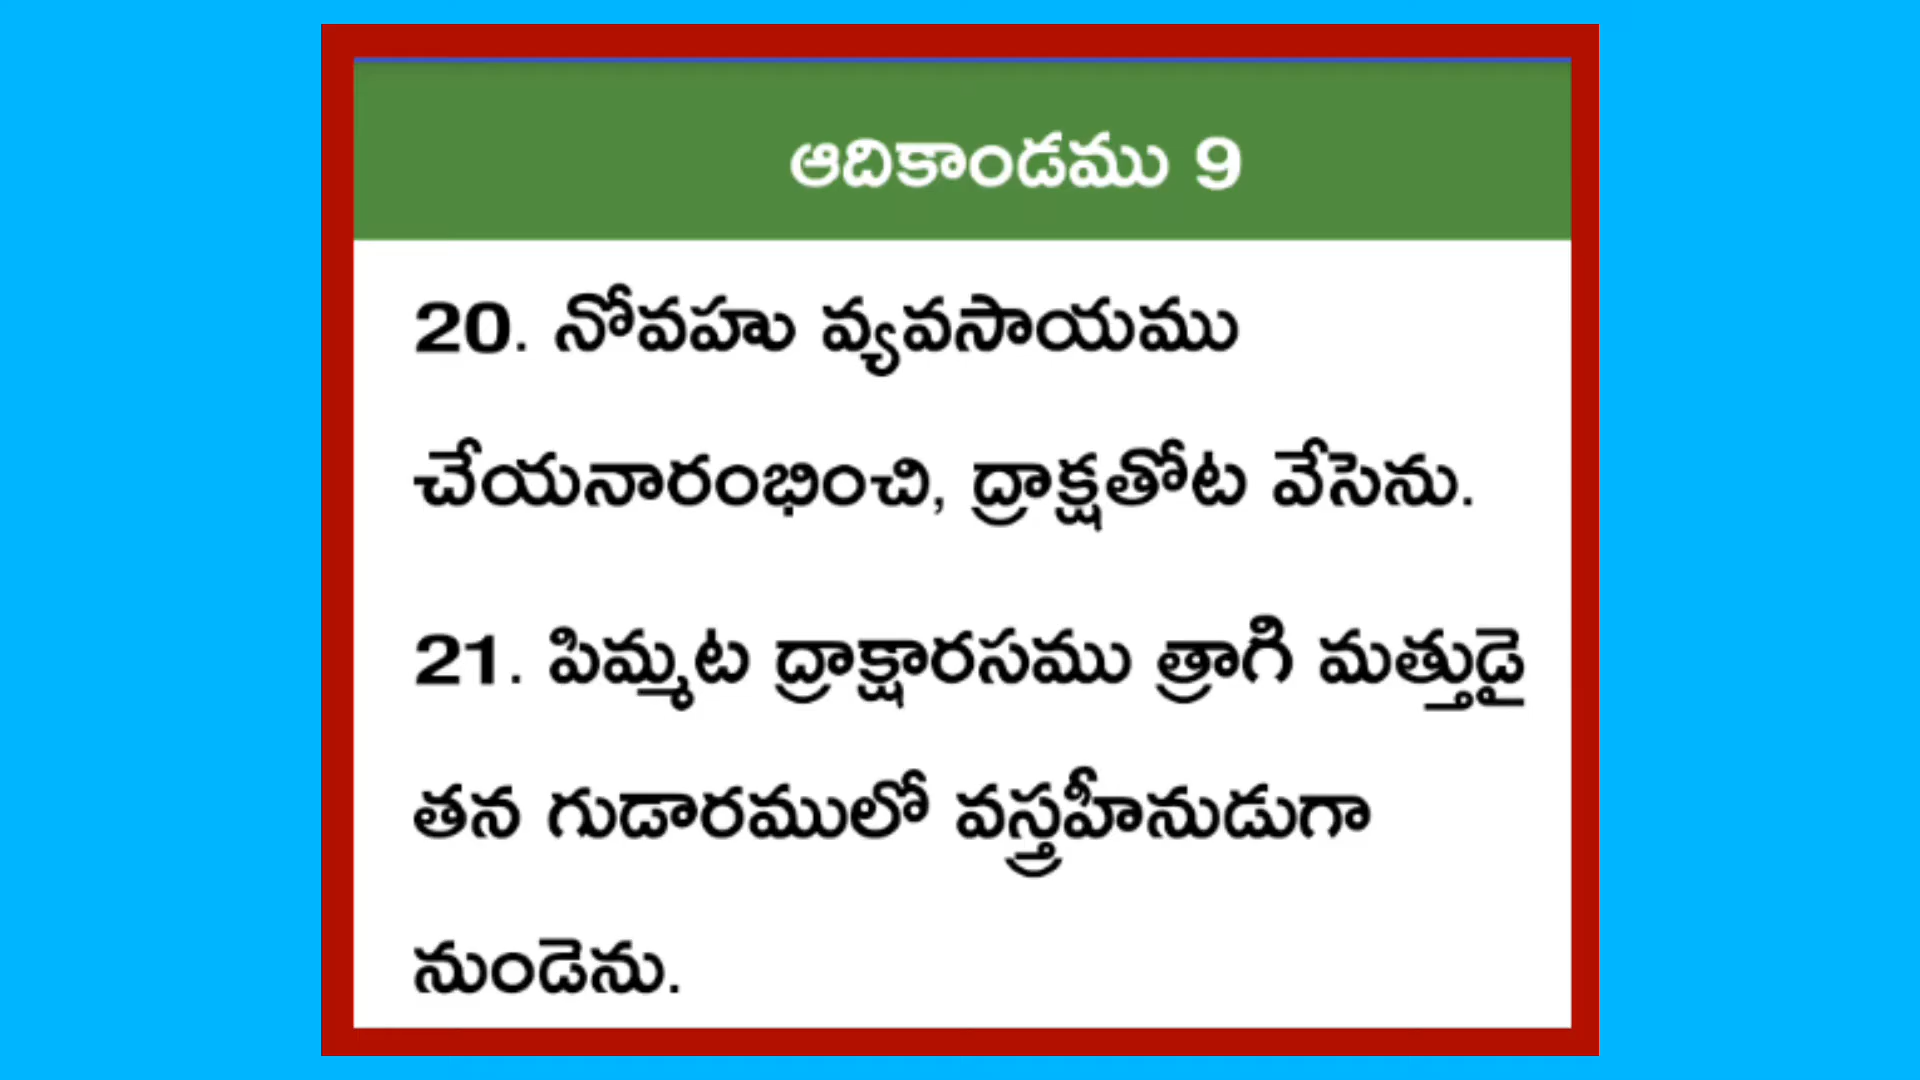 ఆదికాండము 9
20. నోవహు వ్యవసాయము
చేయనారంభించి, ద్రాక్షతోట వేసెను.
21. పిమ్మట ద్రాక్షారసము త్రాగి మత్తుడై
తన గుడారములో వస్త్రహీనుడుగా
నుండెను.